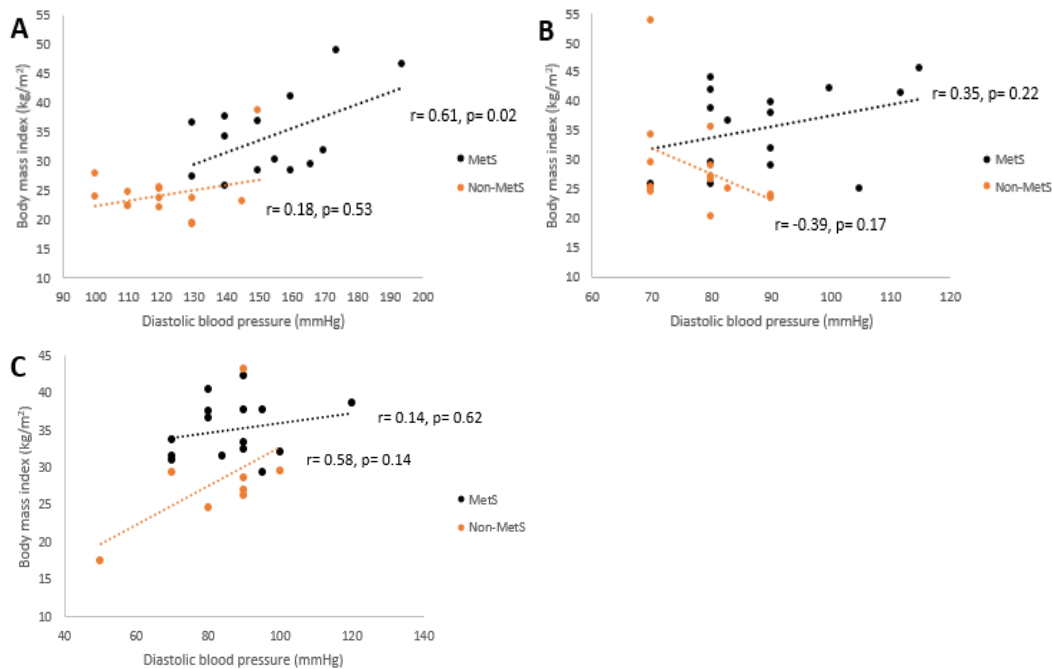 A
Body mass index (kg/m²)
55
50
45
40
35
30
25
20
15
10
90 100 110 120 130 140 150 160 170 180 190 200
Diastolic blood pressure (mmHg)
r= 0.61, p= 0.02
r= 0.18, p= 0.53
MetS
Non-MetS
B
Body mass index (kg/m²)
55
50
45
40
35
30
25
20
15
10
60 70 80 90 100 110 120
Diastolic blood pressure (mmHg)
r= 0.35, p= 0.22
r= -0.39, p= 0.17
MetS
Non-MetS
C
Body mass index (kg/m²)
45
40
35
30
25
20
15
10
40 60 80 100 120 140
Diastolic blood pressure (mmHg)
r= 0.14, p= 0.62
r= 0.58, p= 0.14
MetS
Non-MetS